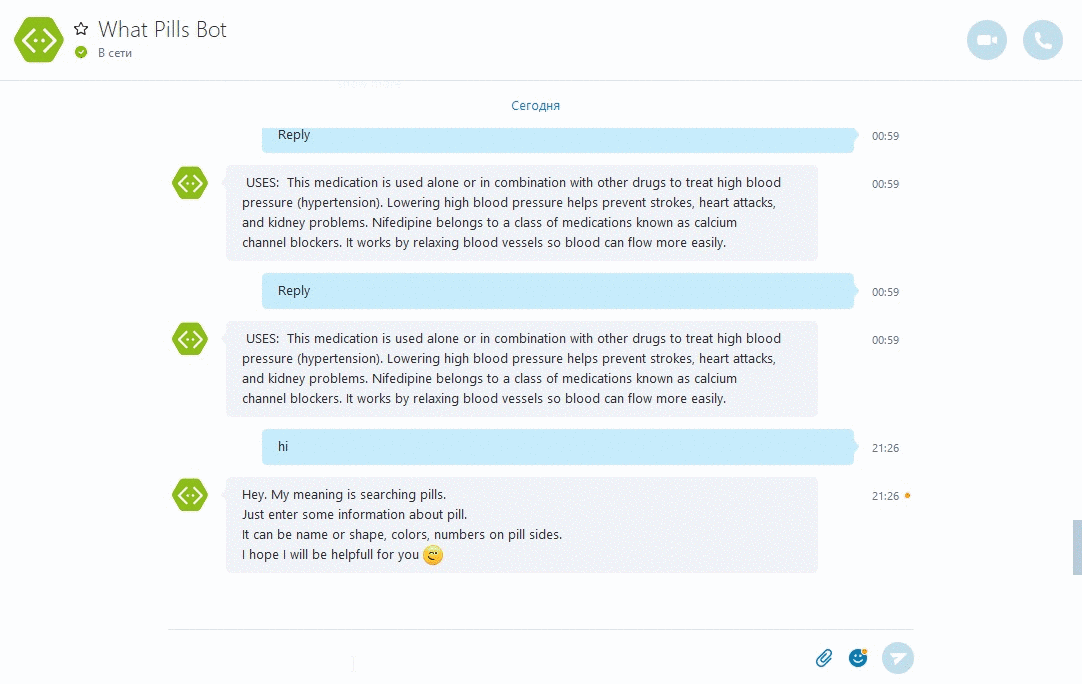 What Pills Bot
В сети
Сегодня
Reply
00:59
USES:  This medication is used alone or in combination with other drugs to treat high blood
00:59
pressure (hypertension). Lowering high blood pressure helps prevent strokes, heart attacks,
and kidney problems. Nifedipine belongs to a class of medications known as calcium
channel blockers. It works by relaxing blood vessels so blood can flow more easily.
Reply
00:59
USES:  This medication is used alone or in combination with other drugs to treat high blood
00:59
pressure (hypertension). Lowering high blood pressure helps prevent strokes, heart attacks,
and kidney problems. Nifedipine belongs to a class of medications known as calcium
channel blockers. It works by relaxing blood vessels so blood can flow more easily.
hi
21:26
Hey. My meaning is searching pills.
21:26
Just enter some information about pill.
It can be name or shape, colors, numbers on pill sides.
I hope I will be helpfull for you